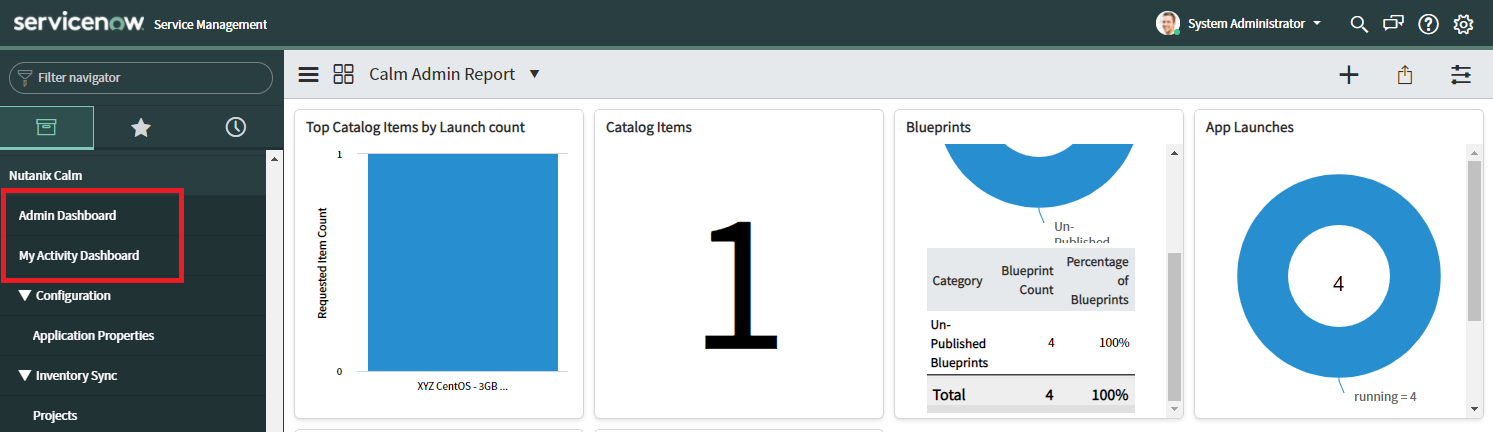 servicenow Service Management
System Administrator
Filter navigator
Nutanix Calm
Admin Dashboard
My Activity Dashboard
Configuration
Application Properties
Inventory Sync
Projects
Calm Admin Report
Top Catalog Items by Launch count
1
Requested Item Count
0
XYZ CentOS - 3GB ...
Catalog Items
1
Blueprints
Un-
Published
Category Blueprint Count Percentage of Blueprints
Un-Published Blueprints 4 100%
Total 4 100%
App Launches
4
running = 4